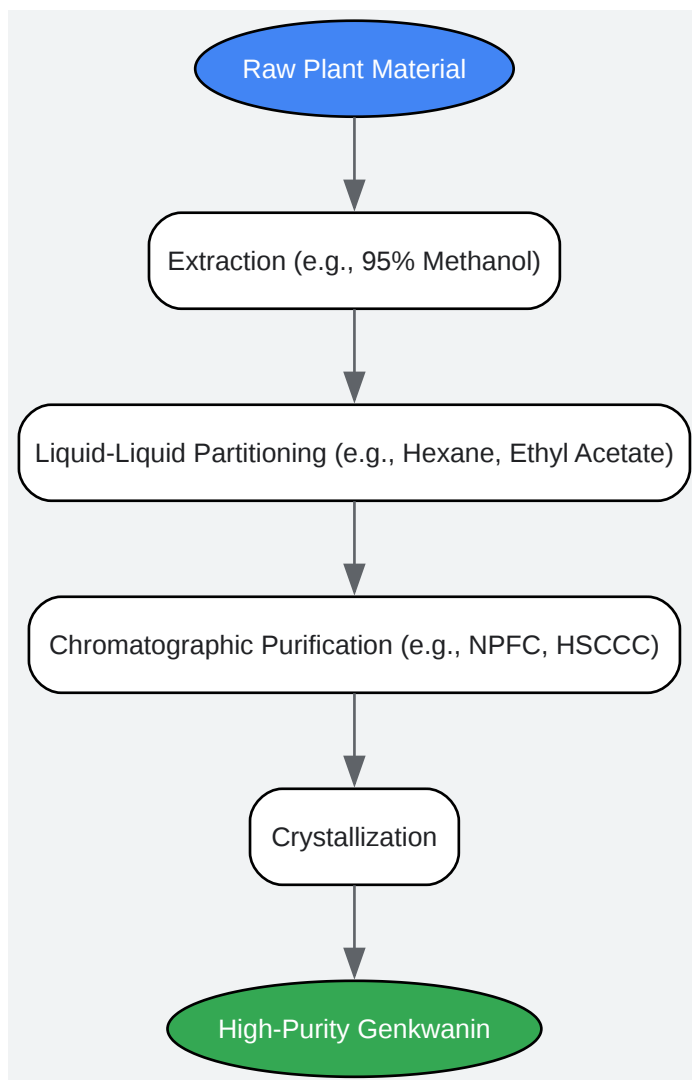 Raw Plant Material
Extraction (e.g., 95% Methanol)
Liquid-Liquid Partitioning (e.g., Hexane, Ethyl Acetate)
Chromatographic Purification (e.g., NPFC, HSCCC)
Crystallization
High-Purity Genkwanin